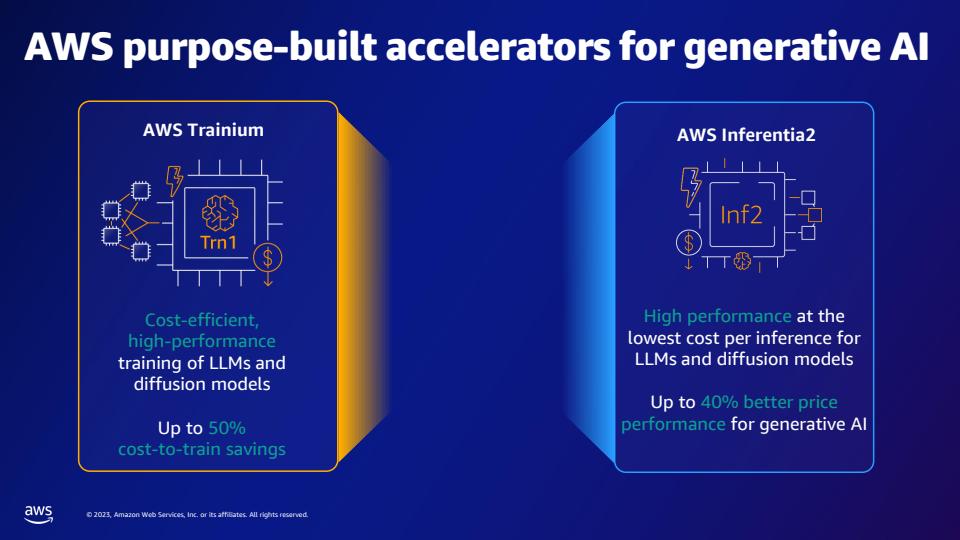 AWS purpose-built accelerators for generative AI
AWS Trainium
Trn1
$
Cost-efficient,
high-performance
training of LLMs and
diffusion models
Up to 50%
cost-to-train savings
AWS Inferentia2
Inf2
$
High performance at the
lowest cost per inference for
LLMs and diffusion models
Up to 40% better price
performance for generative AI
aws
© 2023, Amazon Web Services, Inc. or its affiliates. All rights reserved.